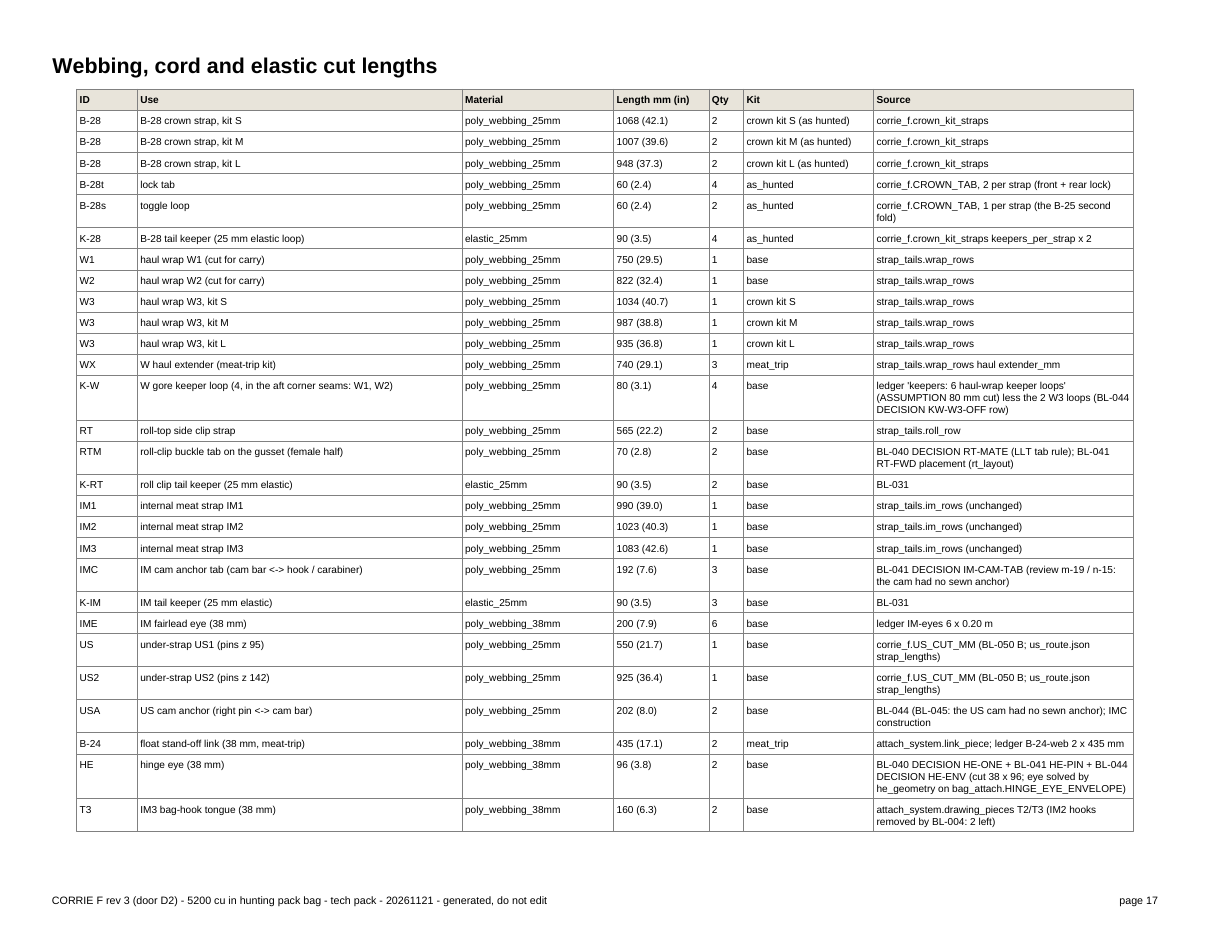 Webbing, cord and elastic cut lengths
ID Use Material Length mm (in) Qty Kit Source
B-28 B-28 crown strap, kit S poly_webbing_25mm 1068 (42.1) 2 crown kit S (as hunted) corrie_f.crown_kit_straps
B-28 B-28 crown strap, kit M poly_webbing_25mm 1007 (39.6) 2 crown kit M (as hunted) corrie_f.crown_kit_straps
B-28 B-28 crown strap, kit L poly_webbing_25mm 948 (37.3) 2 crown kit L (as hunted) corrie_f.crown_kit_straps
B-28t lock tab poly_webbing_25mm 60 (2.4) 4 as_hunted corrie_f.CROWN_TAB, 2 per strap (front + rear lock)
B-28s toggle loop poly_webbing_25mm 60 (2.4) 2 as_hunted corrie_f.CROWN_TAB, 1 per strap (the B-25 second
fold)
K-28 B-28 tail keeper (25 mm elastic loop) elastic_25mm 90 (3.5) 4 as_hunted corrie_f.crown_kit_straps keepers_per_strap x 2
W1 haul wrap W1 (cut for carry) poly_webbing_25mm 750 (29.5) 1 base strap_tails.wrap_rows
W2 haul wrap W2 (cut for carry) poly_webbing_25mm 822 (32.4) 1 base strap_tails.wrap_rows
W3 haul wrap W3, kit S poly_webbing_25mm 1034 (40.7) 1 crown kit S strap_tails.wrap_rows
W3 haul wrap W3, kit M poly_webbing_25mm 987 (38.8) 1 crown kit M strap_tails.wrap_rows
W3 haul wrap W3, kit L poly_webbing_25mm 935 (36.8) 1 crown kit L strap_tails.wrap_rows
WX W haul extender (meat-trip kit) poly_webbing_25mm 740 (29.1) 3 meat_trip strap_tails.wrap_rows haul extender_mm
K-W W gore keeper loop (4, in the aft corner seams: W1, W2) poly_webbing_25mm 80 (3.1) 4 base ledger 'keepers: 6 haul-wrap keeper loops'
(ASSUMPTION 80 mm cut) less the 2 W3 loops (BL-044
DECISION KW-W3-OFF row)
RT roll-top side clip strap poly_webbing_25mm 565 (22.2) 2 base strap_tails.roll_row
RTM roll-clip buckle tab on the gusset (female half) poly_webbing_25mm 70 (2.8) 2 base BL-040 DECISION RT-MATE (LLT tab rule); BL-041
RT-FWD placement (rt_layout)
K-RT roll clip tail keeper (25 mm elastic) elastic_25mm 90 (3.5) 2 base BL-031
IM1 internal meat strap IM1 poly_webbing_25mm 990 (39.0) 1 base strap_tails.im_rows (unchanged)
IM2 internal meat strap IM2 poly_webbing_25mm 1023 (40.3) 1 base strap_tails.im_rows (unchanged)
IM3 internal meat strap IM3 poly_webbing_25mm 1083 (42.6) 1 base strap_tails.im_rows (unchanged)
IMC IM cam anchor tab (cam bar <-> hook / carabiner) poly_webbing_25mm 192 (7.6) 3 base BL-041 DECISION IM-CAM-TAB (review m-19 / n-15:
the cam had no sewn anchor)
K-IM IM tail keeper (25 mm elastic) elastic_25mm 90 (3.5) 3 base BL-031
IME IM fairlead eye (38 mm) poly_webbing_38mm 200 (7.9) 6 base ledger IM-eyes 6 x 0.20 m
US under-strap US1 (pins z 95) poly_webbing_25mm 550 (21.7) 1 base corrie_f.US_CUT_MM (BL-050 B; us_route.json
strap_lengths)
US2 under-strap US2 (pins z 142) poly_webbing_25mm 925 (36.4) 1 base corrie_f.US_CUT_MM (BL-050 B; us_route.json
strap_lengths)
USA US cam anchor (right pin <-> cam bar) poly_webbing_25mm 202 (8.0) 2 base BL-044 (BL-045: the US cam had no sewn anchor); IMC
construction
B-24 float stand-off link (38 mm, meat-trip) poly_webbing_38mm 435 (17.1) 2 meat_trip attach_system.link_piece; ledger B-24-web 2 x 435 mm
HE hinge eye (38 mm) poly_webbing_38mm 96 (3.8) 2 base BL-040 DECISION HE-ONE + BL-041 HE-PIN + BL-044
DECISION HE-ENV (cut 38 x 96; eye solved by
he_geometry on bag_attach.HINGE_EYE_ENVELOPE)
T3 IM3 bag-hook tongue (38 mm) poly_webbing_38mm 160 (6.3) 2 base attach_system.drawing_pieces T2/T3 (IM2 hooks
removed by BL-004: 2 left)
CORRIE F rev 3 (door D2) - 5200 cu in hunting pack bag - tech pack - 20261121 - generated, do not edit page 17